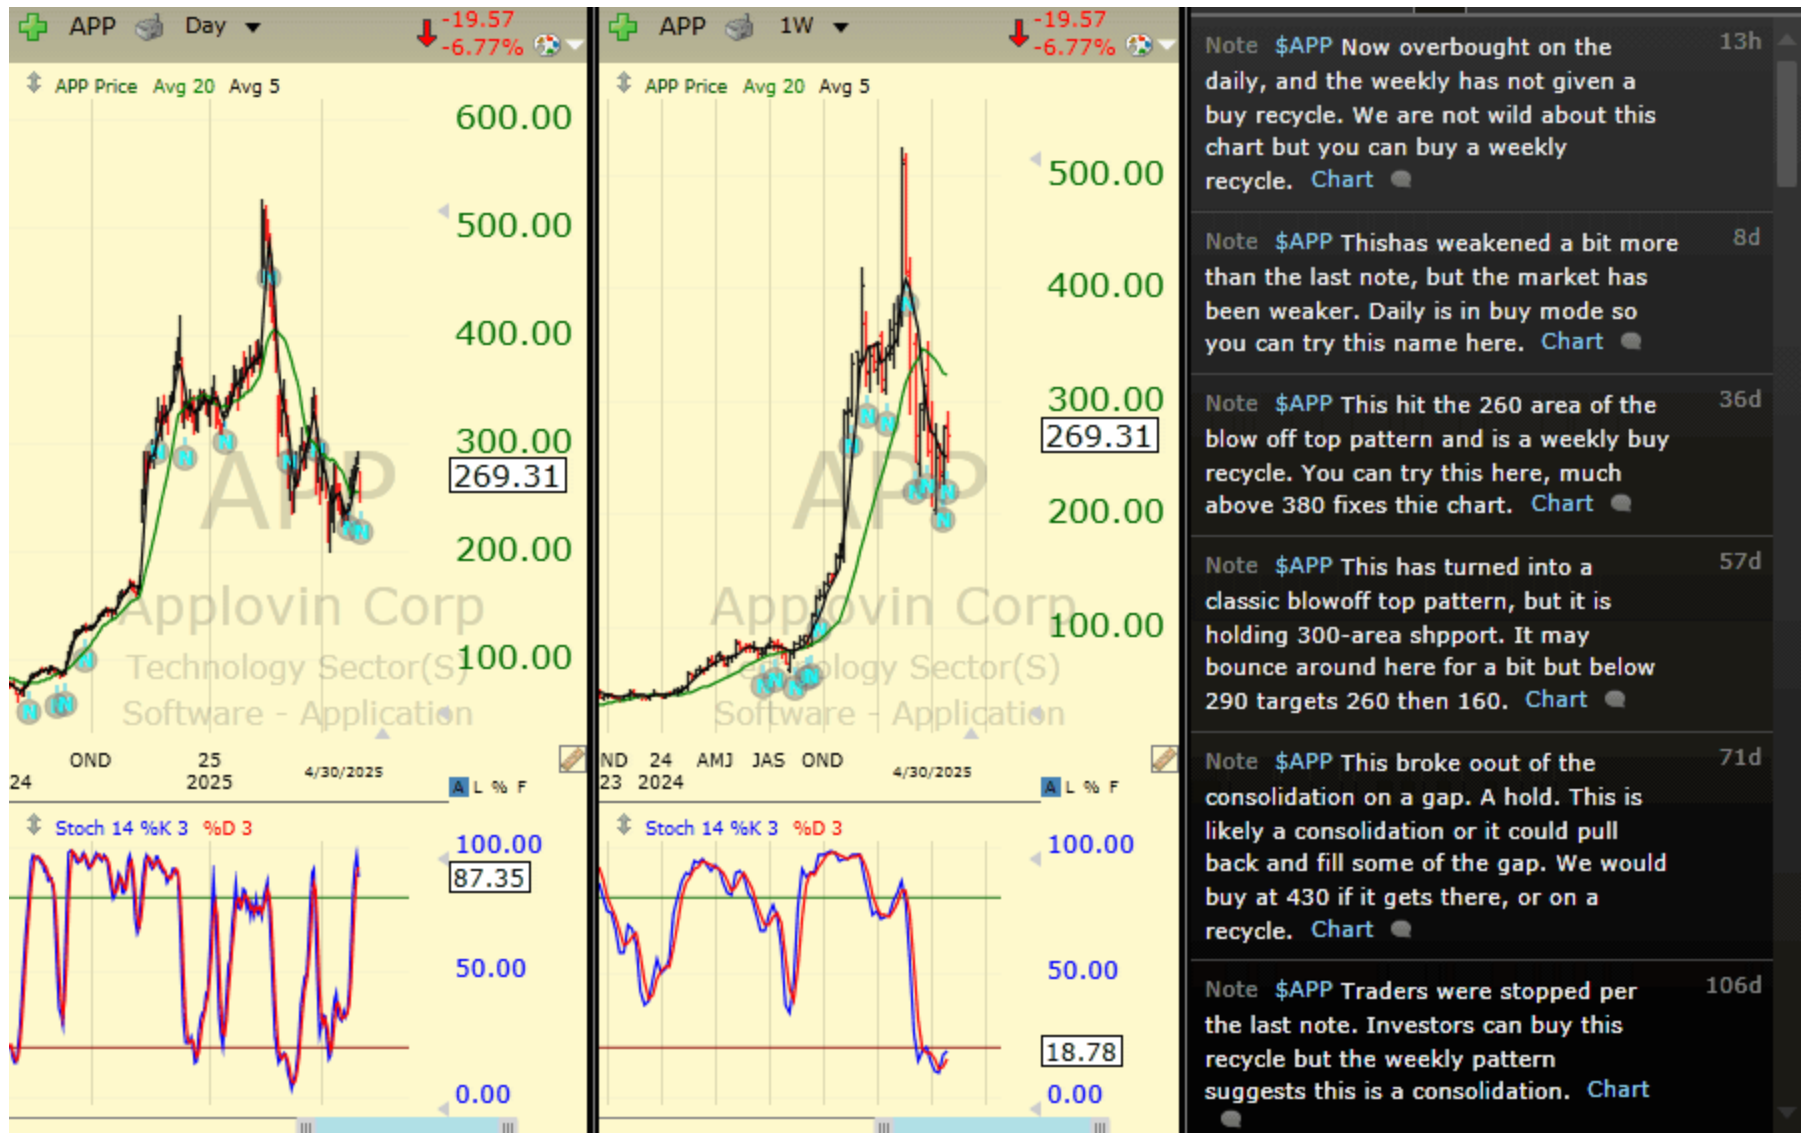 APP Day
-19.57
-6.77%
APP Price Avg 20 Avg 5
600.00
500.00
400.00
300.00
269.31
200.00
100.00
APP
Applovin Corp
Technology Sector(S)
Software - Application
OND 25
24 2025 4/30/2025
A L % F
Stoch 14 %K 3 %D 3
100.00
87.35
50.00
0.00
APP 1W
-19.57
-6.77%
APP Price Avg 20 Avg 5
500.00
400.00
300.00
269.31
200.00
100.00
APP
Applovin Corp
Technology Sector(S)
Software - Application
ND 24 AMJ JAS OND
23 2024 4/30/2025
A L % F
Stoch 14 %K 3 %D 3
100.00
50.00
18.78
0.00
Note $APP Now overbought on the 13h
daily, and the weekly has not given a
buy recycle. We are not wild about this
chart but you can buy a weekly
recycle. Chart
Note $APP Thishas weakened a bit more 8d
than the last note, but the market has
been weaker. Daily is in buy mode so
you can try this name here. Chart
Note $APP This hit the 260 area of the 36d
blow off top pattern and is a weekly buy
recycle. You can try this here, much
above 380 fixes thie chart. Chart
Note $APP This has turned into a 57d
classic blowoff top pattern, but it is
holding 300-area shpport. It may
bounce around here for a bit but below
290 targets 260 then 160. Chart
Note $APP This broke oout of the 71d
consolidation on a gap. A hold. This is
likely a consolidation or it could pull
back and fill some of the gap. We would
buy at 430 if it gets there, or on a
recycle. Chart
Note $APP Traders were stopped per 106d
the last note. Investors can buy this
recycle but the weekly pattern
suggests this is a consolidation. Chart